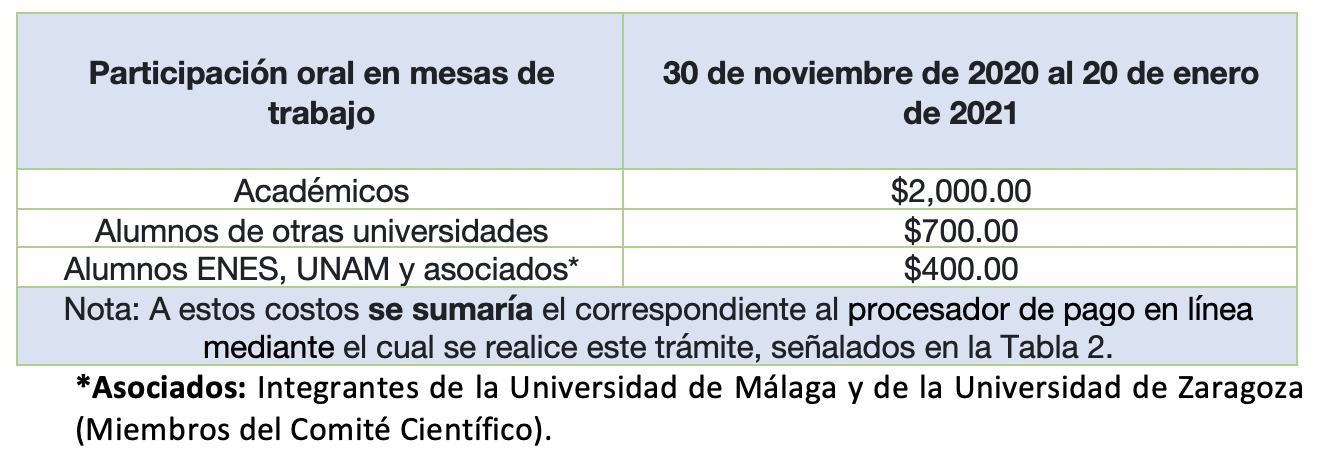 Participación oral en mesas de
trabajo
30 de noviembre de 2020 al 20 de enero
de 2021
Académicos
$2,000.00
Alumnos de otras universidades
$700.00
Alumnos ENES, UNAM y asociados*
$400.00
Nota: A estos costos se sumaría el correspondiente al procesador de pago en línea
mediante el cual se realice este trámite, señalados en la Tabla 2.
*Asociados: Integrantes de la Universidad de Málaga y de la Universidad de Zaragoza
(Miembros del Comité Científico).